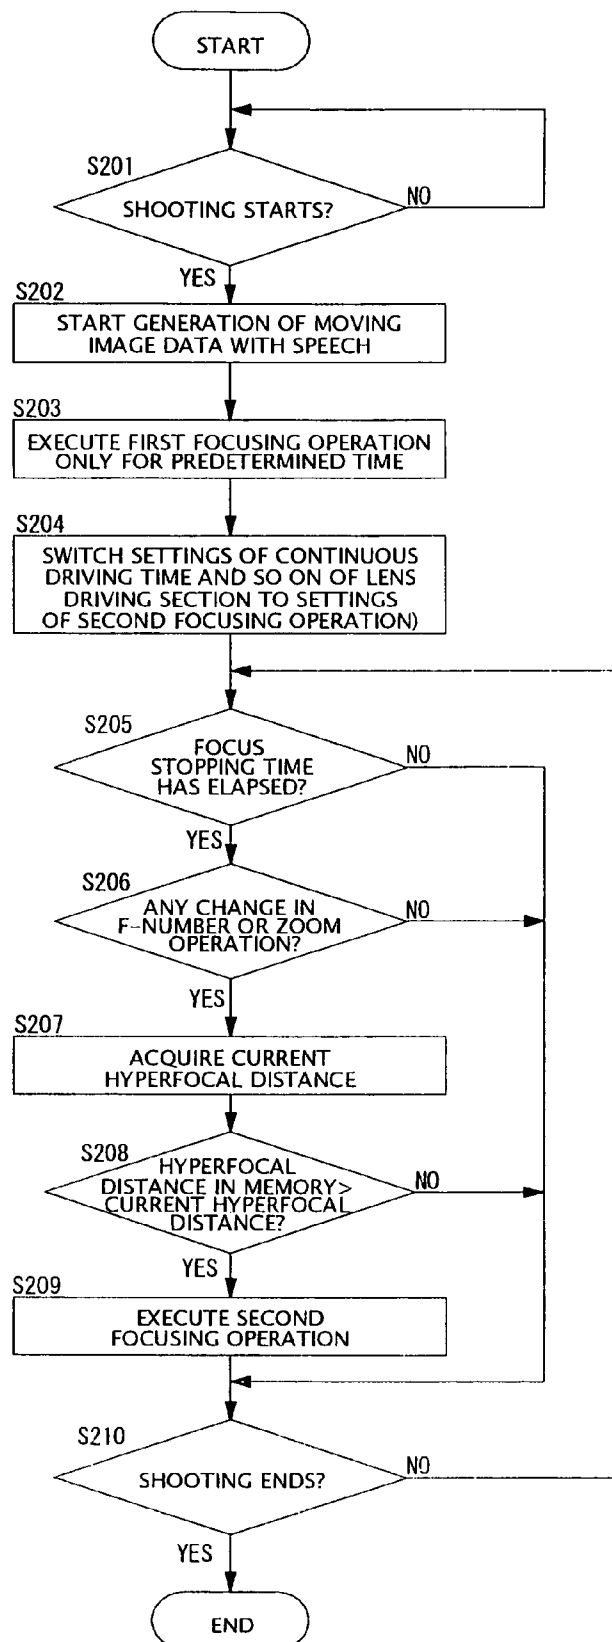 START
S201
SHOOTING STARTS?
NO
YES
S202
START GENERATION OF MOVING
IMAGE DATA WITH SPEECH
S203
EXECUTE FIRST FOCUSING OPERATION
ONLY FOR PREDETERMINED TIME
S204
SWITCH SETTINGS OF CONTINUOUS
DRIVING TIME AND SO ON OF LENS
DRIVING SECTION TO SETTINGS
OF SECOND FOCUSING OPERATION)
S205
FOCUS
STOPPING TIME
HAS ELAPSED?
NO
YES
S206
ANY CHANGE IN
F-NUMBER OR ZOOM
OPERATION?
NO
YES
S207
ACQUIRE CURRENT
HYPERFOCAL DISTANCE
S208
HYPERFOCAL
DISTANCE IN MEMORY>
CURRENT HYPERFOCAL
DISTANCE?
NO
YES
S209
EXECUTE SECOND
FOCUSING OPERATION
S210
SHOOTING ENDS?
NO
YES
END